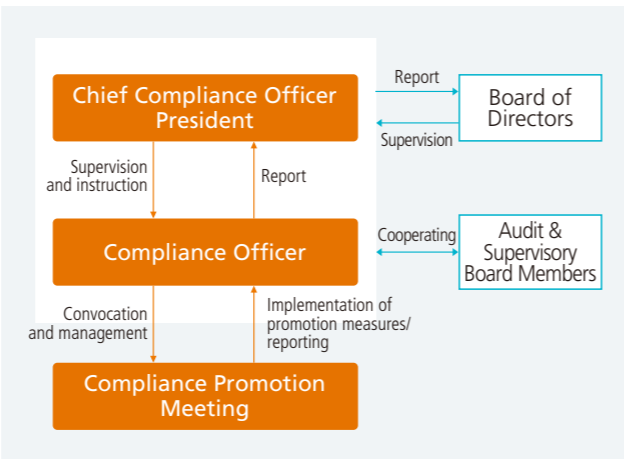 Chief Compliance Officer
President
Report
Board of
Directors
Supervision
Supervision
and instruction
Report
Compliance Officer
Cooperating
Audit &
Supervisory
Board Members
Convocation
and management
Implementation of
promotion measures/
reporting
Compliance Promotion
Meeting